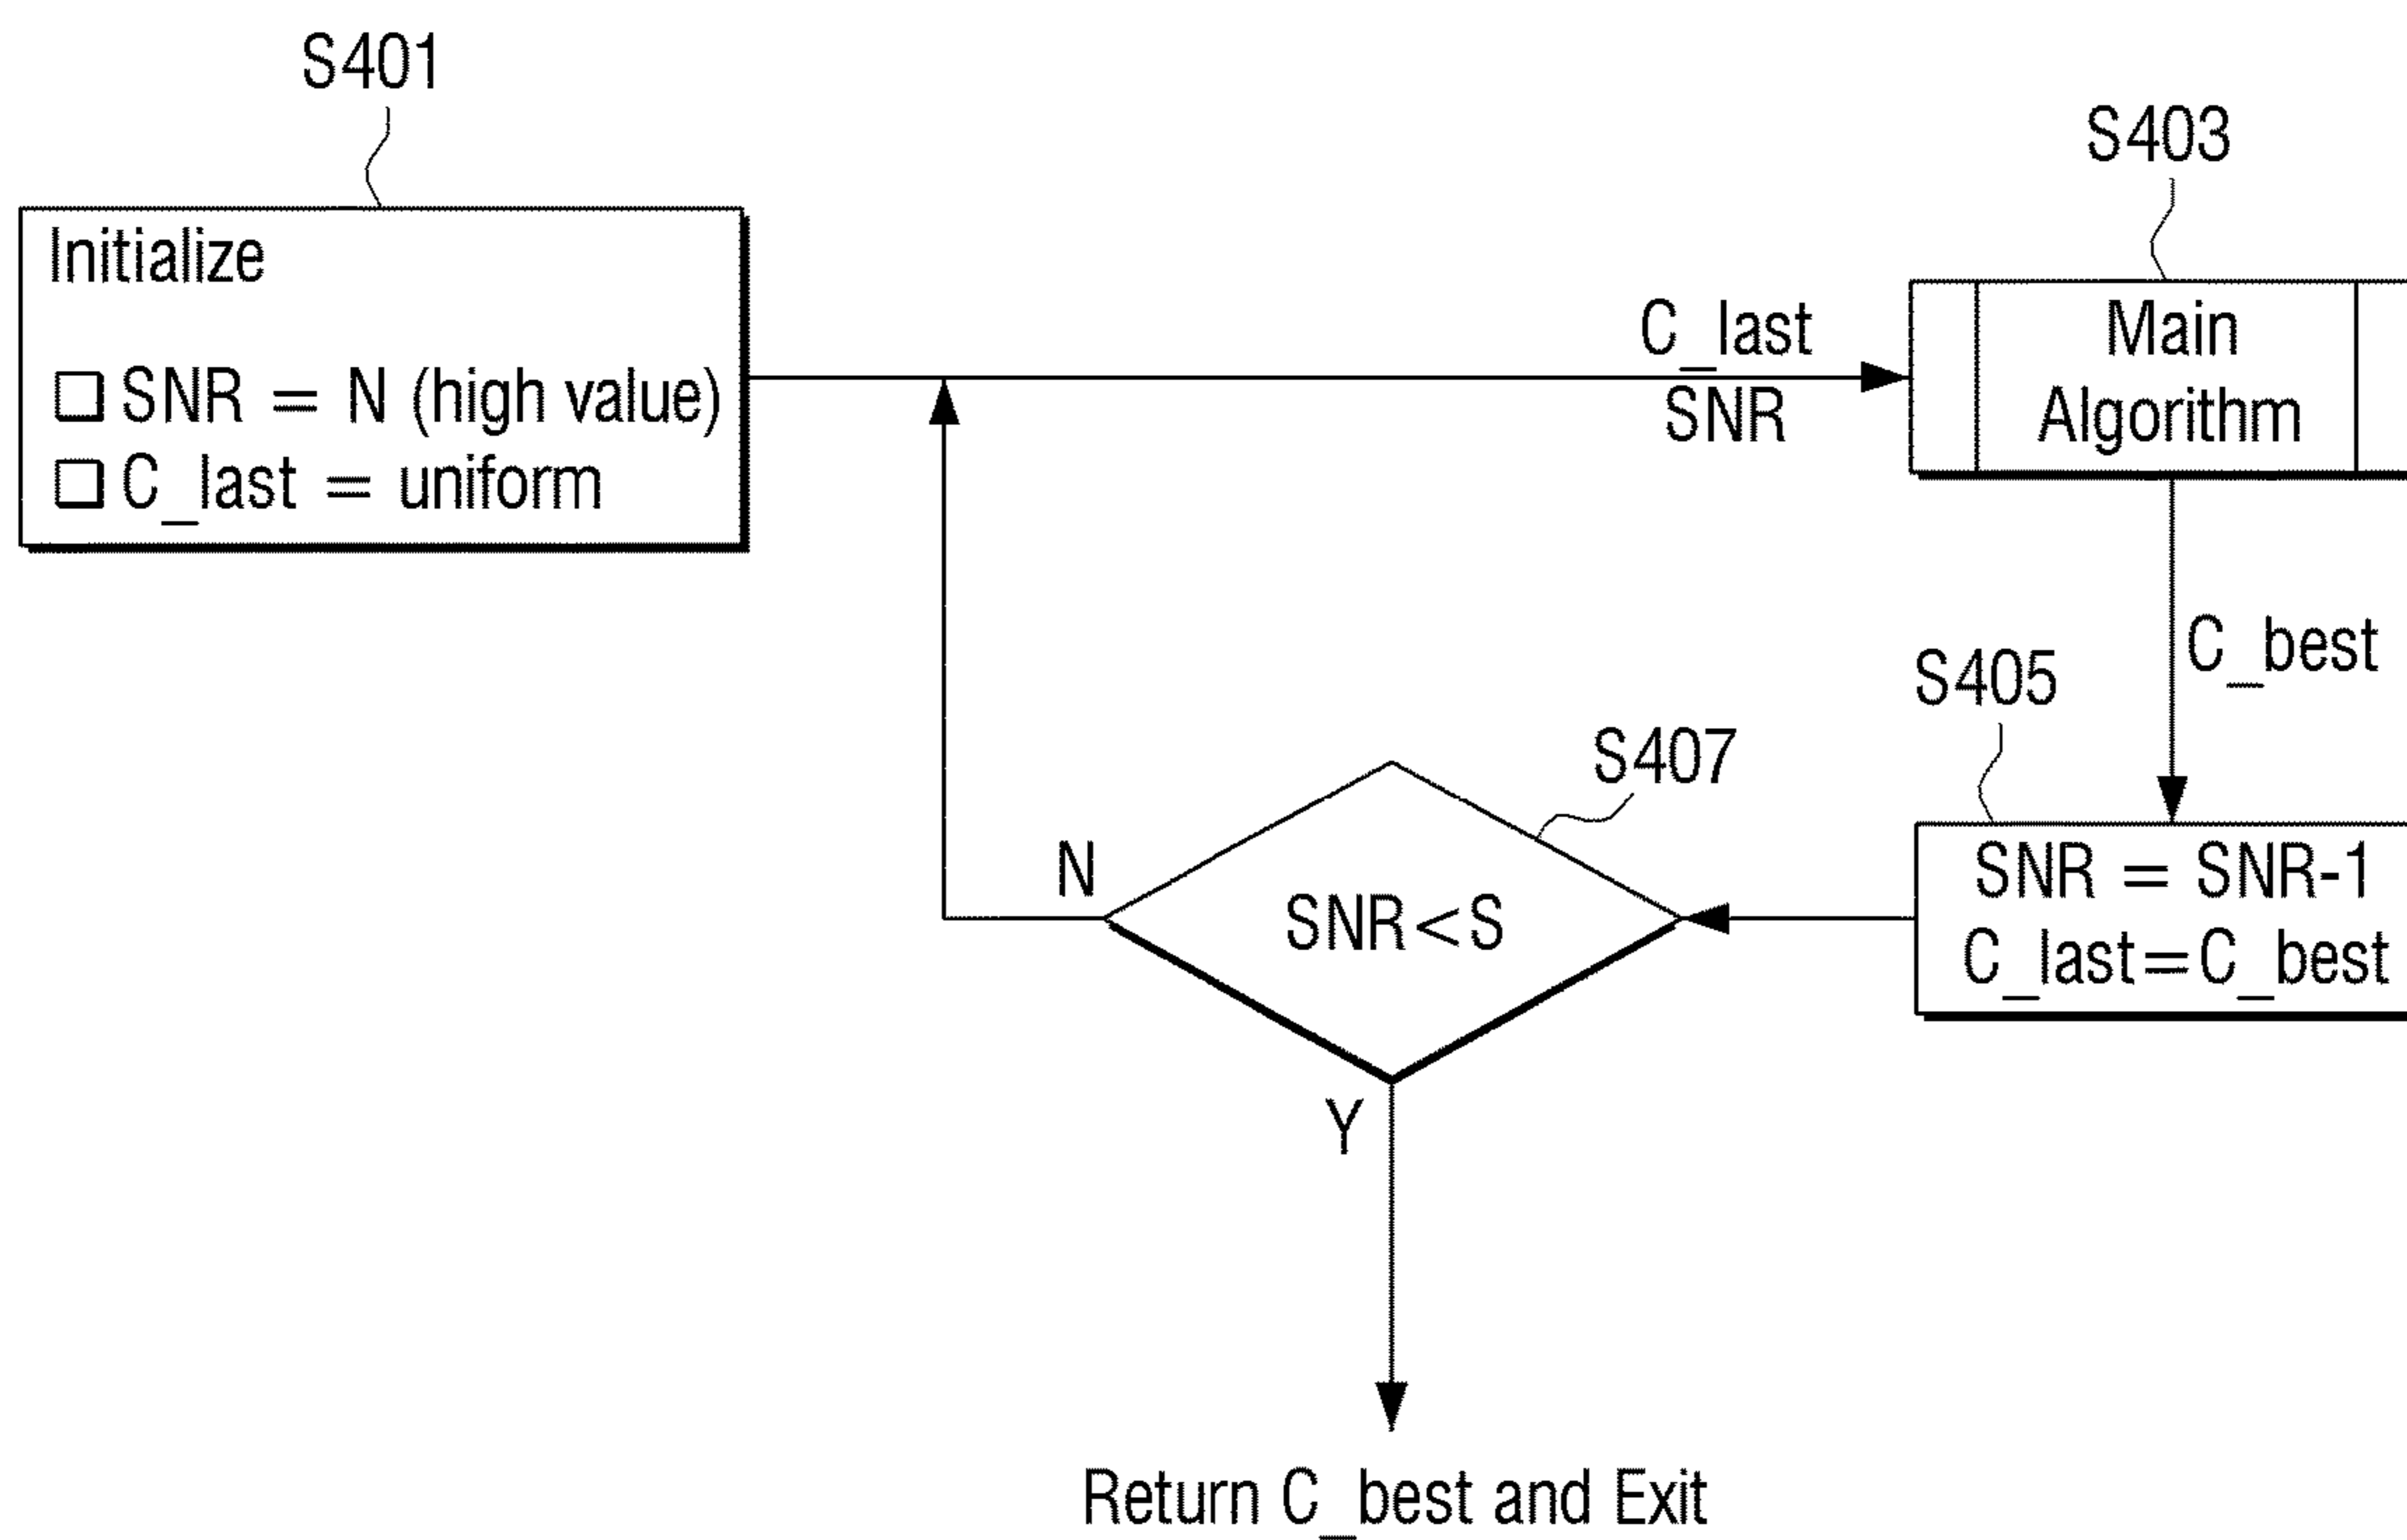 S401
Initialize
SNR = N (high value)
C_last = uniform
C_last
SNR
S403
Main
Algorithm
C_best
S405
SNR = SNR-1
C_last=C_best
S407
SNR<S
N
Y
Return C_best and Exit